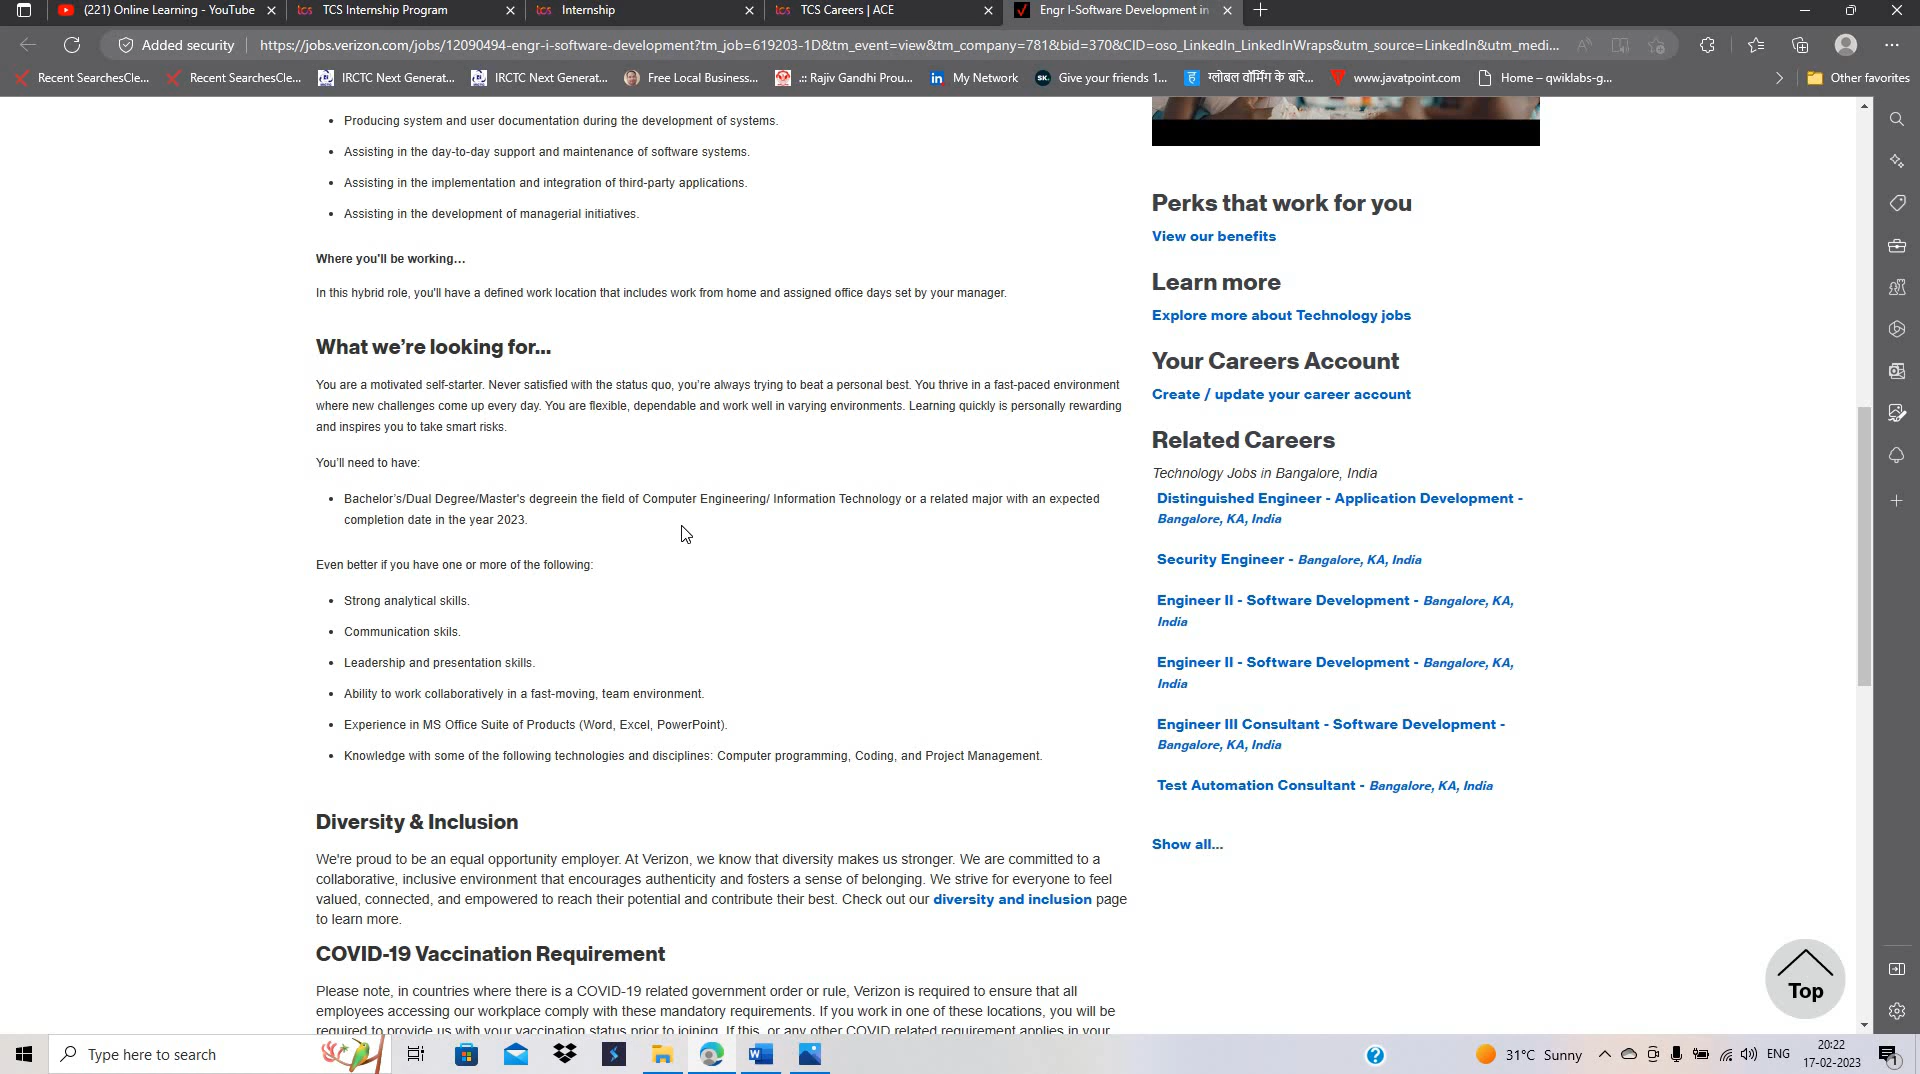 (221) Online Learning - YouTube
TCS Internship Program
Internship
TCS Careers | ACE
Engr I-Software Development in
Added security
https://jobs.verizon.com/jobs/12090494-engr-i-software-development?tm_job=619203-1D&tm_event=view&tm_company=781&bid=370&CID=oso_LinkedIn_LinkedInWraps&utm_source=LinkedIn&utm_medi...
Recent SearchesCle...
Recent SearchesCle...
IRCTC Next Generat...
IRCTC Next Generat...
Free Local Business...
.:: Rajiv Gandhi Prou...
My Network
Give your friends 1...
ग्लोबल वॉर्मिंग के बारे...
www.javatpoint.com
Home – qwiklabs-g...
Other favorites
• Producing system and user documentation during the development of systems.
• Assisting in the day-to-day support and maintenance of software systems.
• Assisting in the implementation and integration of third-party applications.
• Assisting in the development of managerial initiatives.
Where you'll be working...
In this hybrid role, you'll have a defined work location that includes work from home and assigned office days set by your manager.
What we're looking for...
You are a motivated self-starter. Never satisfied with the status quo, you're always trying to beat a personal best. You thrive in a fast-paced environment
where new challenges come up every day. You are flexible, dependable and work well in varying environments. Learning quickly is personally rewarding
and inspires you to take smart risks.
You'll need to have:
• Bachelor's/Dual Degree/Master's degreein the field of Computer Engineering/ Information Technology or a related major with an expected
completion date in the year 2023.
Even better if you have one or more of the following:
• Strong analytical skills.
• Communication skils.
• Leadership and presentation skills.
• Ability to work collaboratively in a fast-moving, team environment.
• Experience in MS Office Suite of Products (Word, Excel, PowerPoint).
• Knowledge with some of the following technologies and disciplines: Computer programming, Coding, and Project Management.
Diversity & Inclusion
We're proud to be an equal opportunity employer. At Verizon, we know that diversity makes us stronger. We are committed to a
collaborative, inclusive environment that encourages authenticity and fosters a sense of belonging. We strive for everyone to feel
valued, connected, and empowered to reach their potential and contribute their best. Check out our diversity and inclusion page
to learn more.
COVID-19 Vaccination Requirement
Please note, in countries where there is a COVID-19 related government order or rule, Verizon is required to ensure that all
employees accessing our workplace comply with these mandatory requirements. If you work in one of these locations, you will be
required to provide us with your vaccination status prior to joining. If this, or any other COVID related requirement applies in your
Perks that work for you
View our benefits
Learn more
Explore more about Technology jobs
Your Careers Account
Create / update your career account
Related Careers
Technology Jobs in Bangalore, India
Distinguished Engineer - Application Development -
Bangalore, KA, India
Security Engineer - Bangalore, KA, India
Engineer II - Software Development - Bangalore, KA,
India
Engineer II - Software Development - Bangalore, KA,
India
Engineer III Consultant - Software Development -
Bangalore, KA, India
Test Automation Consultant - Bangalore, KA, India
Show all...
Top
Type here to search
31°C Sunny
ENG
20:22
17-02-2023
1